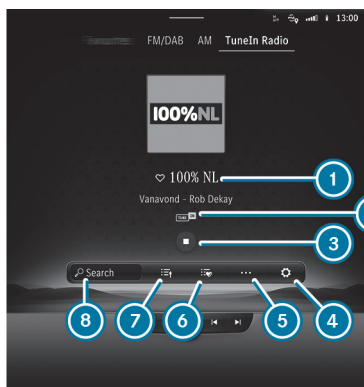 13:00
FM/DAB AM TuneIn Radio
100%NL
♡ 100% NL
1
Vanavond - Rob Dekay
3
Search
8 7 6 5 4